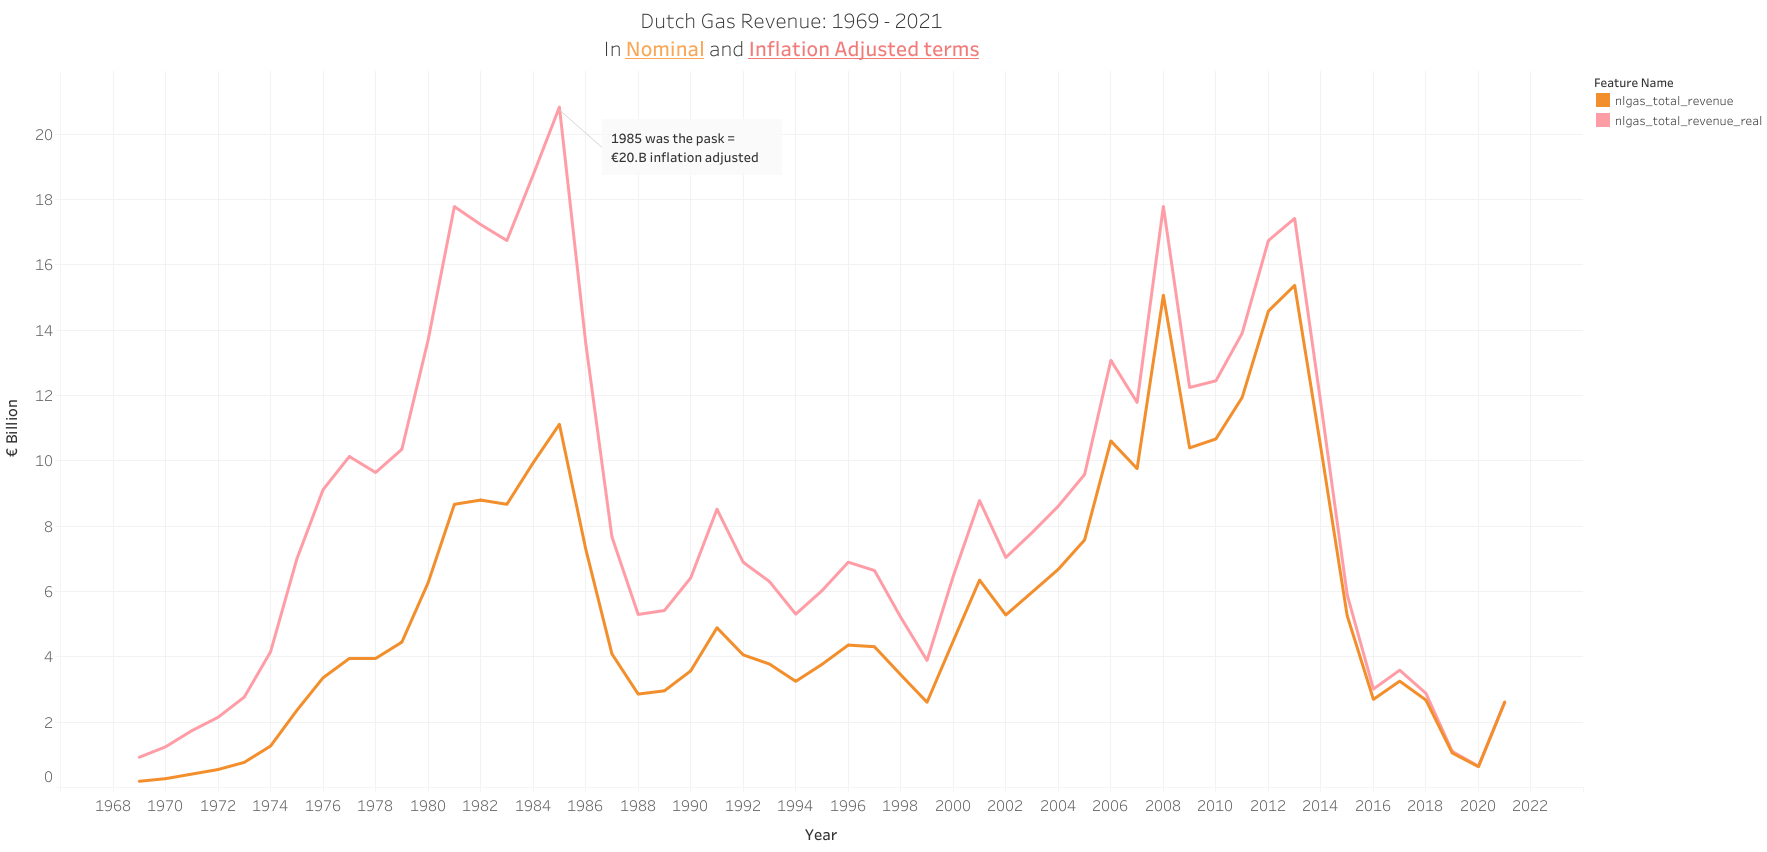 Dutch Gas Revenue: 1969 - 2021
In Nominal and Inflation Adjusted terms
Feature Name
nlgas_total_revenue
nlgas_total_revenue_real
1985 was the pask =
€20.B inflation adjusted
€ Billion
20
18
16
14
12
10
8
6
4
2
0
1968 1970 1972 1974 1976 1978 1980 1982 1984 1986 1988 1990 1992 1994 1996 1998 2000 2002 2004 2006 2008 2010 2012 2014 2016 2018 2020 2022
Year